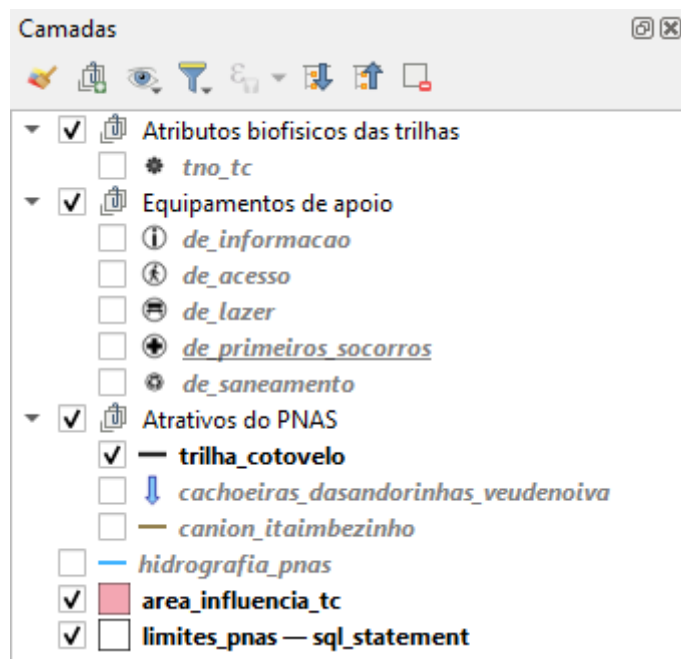 Camadas
Atributos biofisicos das trilhas
tno_tc
Equipamentos de apoio
de_informacao
de_acesso
de_lazer
de_primeiros_socorros
de_saneamento
Atrativos do PNAS
trilha_cotovelo
cachoeiras_dasandorinhas_veudenoiva
canion_itaimbezinho
hidrografia_pnas
area_influencia_tc
limites_pnas — sql_statement